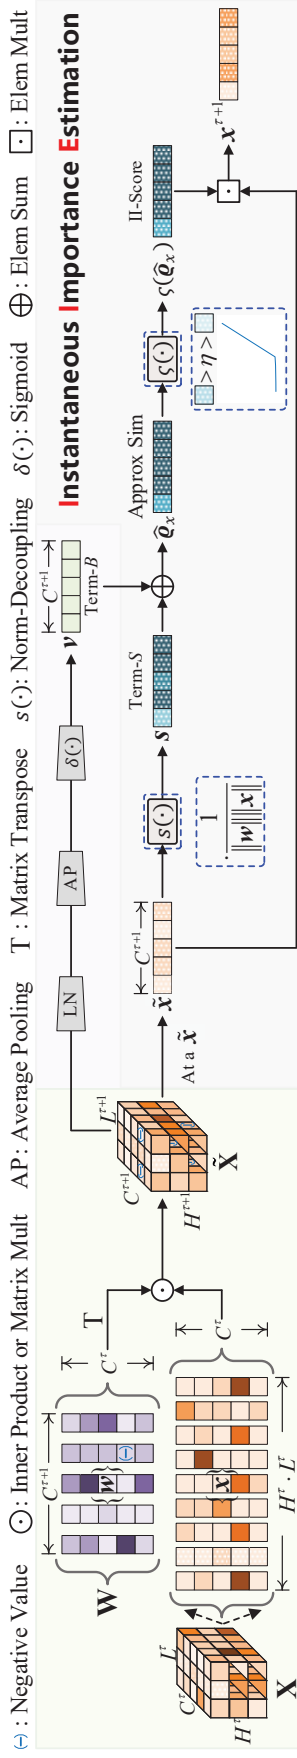 (−) : Negative Value ⊙: Inner Product or Matrix Mult AP: Average Pooling T : Matrix Transpose s(·): Norm-Decoupling δ(·): Sigmoid ⊕: Elem Sum ⊡: Elem Mult
W
C^{τ+1}
w
(−)
C^τ
T
X
C^τ
L^τ
H^τ
x
H^τ · L^τ
C^τ
C^{τ+1}
L^{τ+1}
H^{τ+1}
X̃
LN
AP
δ(·)
v
C^{τ+1}
Term-B
Instantaneous Importance Estimation
At a x̃
x̃
C^{τ+1}
s(·)
1
‖w‖‖x‖
s
Term-S
ϱ̂_x
Approx Sim
ς(·)
> η >
ς(ϱ̂_x)
II-Score
x^{τ+1}